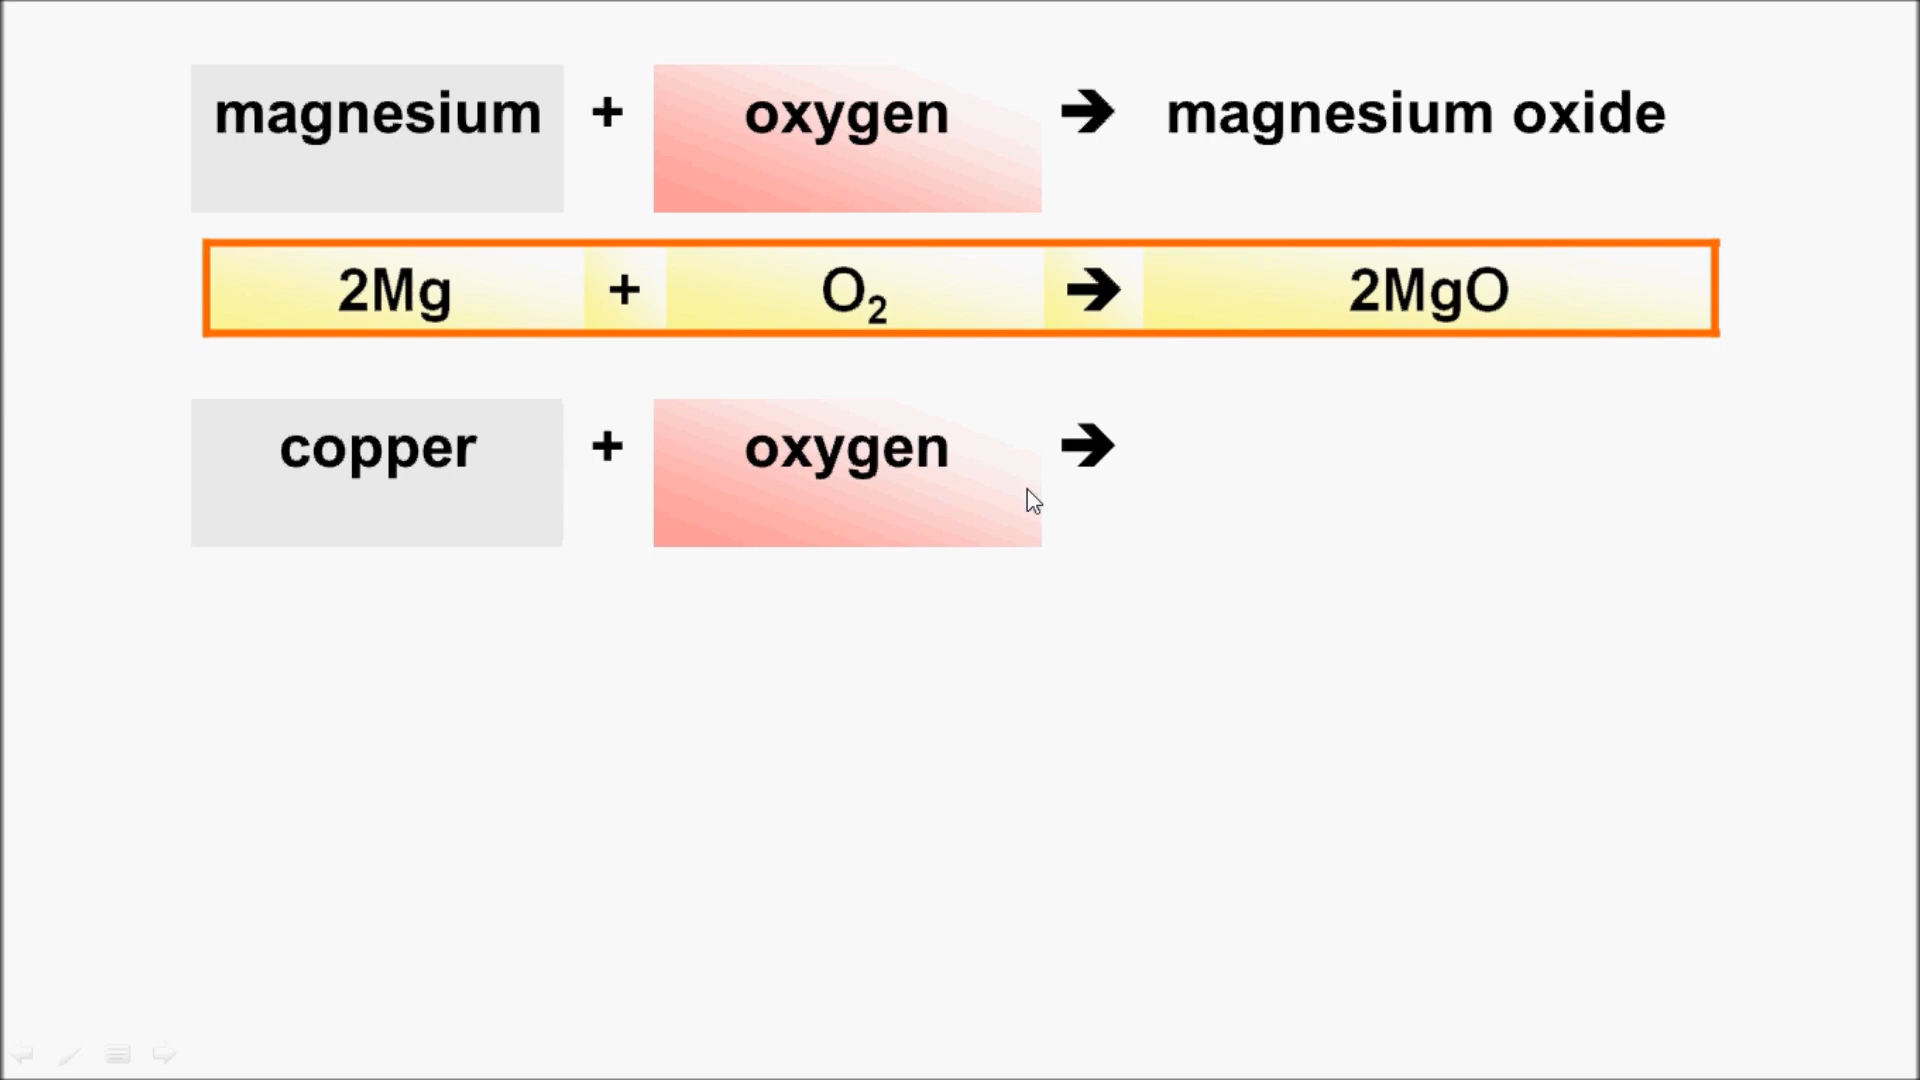 magnesium + oxygen ➔ magnesium oxide
2Mg + O₂ ➔ 2MgO
copper + oxygen ➔